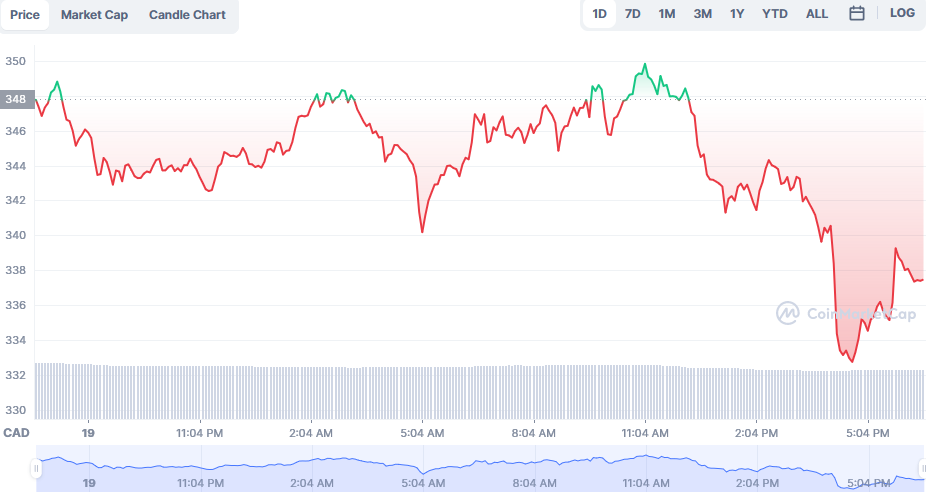 Price Market Cap Candle Chart 1D 7D 1M 3M 1Y YTD ALL LOG
350
348
346
344
342
340
338
336
CoinMarketCap
334
332
330
CAD 19 11:04 PM 2:04 AM 5:04 AM 8:04 AM 11:04 AM 2:04 PM 5:04 PM
19 11:04 PM 2:04 AM 5:04 AM 8:04 AM 11:04 AM 2:04 PM 5:04 PM